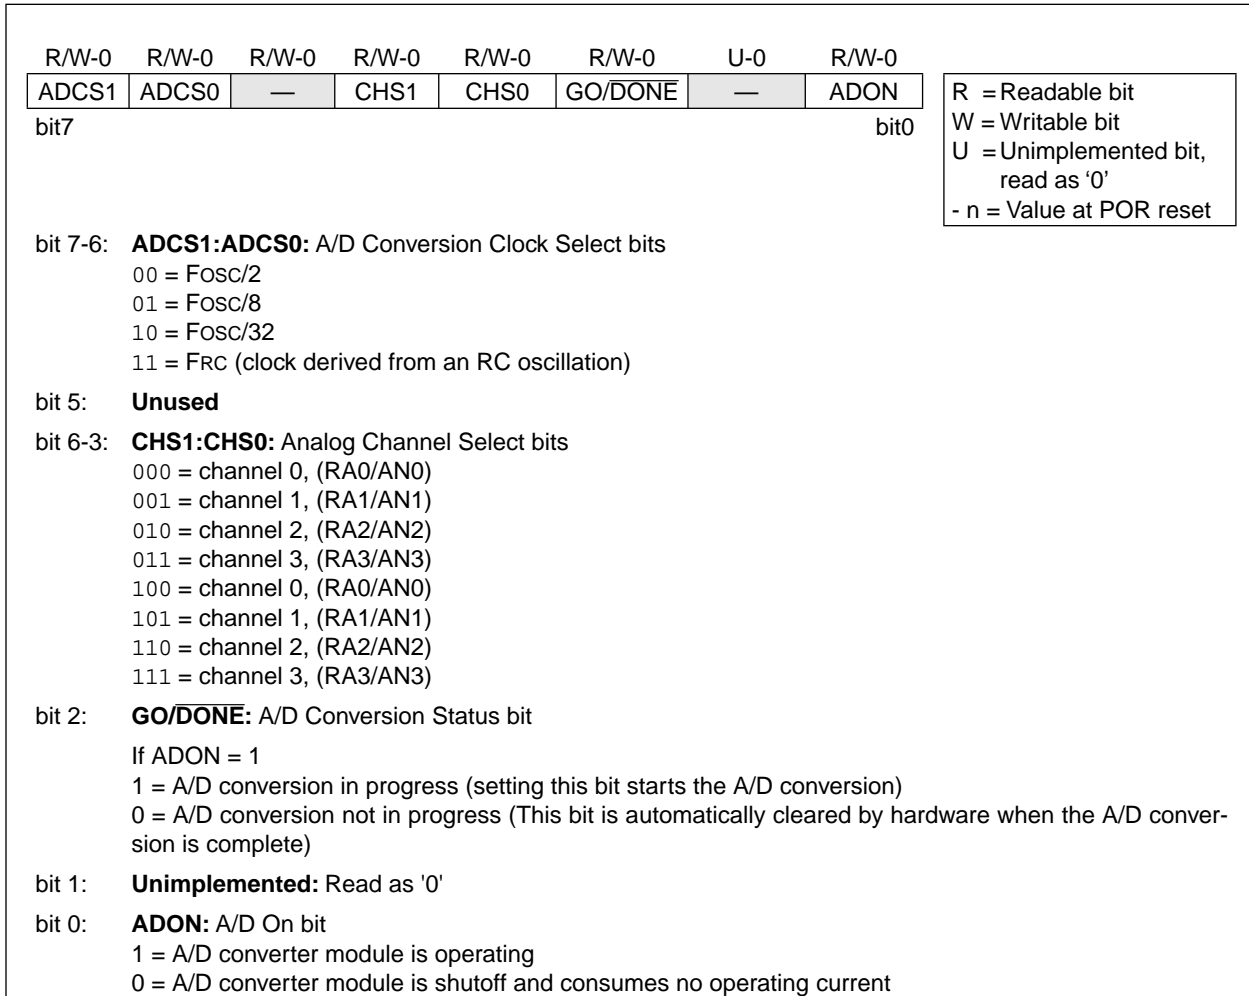 R/W-0 R/W-0 R/W-0 R/W-0 R/W-0 R/W-0 U-0 R/W-0
ADCS1 ADCS0 — CHS1 CHS0 GO/DONE — ADON
bit7 bit0
R = Readable bit
W = Writable bit
U = Unimplemented bit,
read as ‘0’
- n = Value at POR reset
bit 7-6: ADCS1:ADCS0: A/D Conversion Clock Select bits
00 = FOSC/2
01 = FOSC/8
10 = FOSC/32
11 = FRC (clock derived from an RC oscillation)
bit 5: Unused
bit 6-3: CHS1:CHS0: Analog Channel Select bits
000 = channel 0, (RA0/AN0)
001 = channel 1, (RA1/AN1)
010 = channel 2, (RA2/AN2)
011 = channel 3, (RA3/AN3)
100 = channel 0, (RA0/AN0)
101 = channel 1, (RA1/AN1)
110 = channel 2, (RA2/AN2)
111 = channel 3, (RA3/AN3)
bit 2: GO/DONE: A/D Conversion Status bit
If ADON = 1
1 = A/D conversion in progress (setting this bit starts the A/D conversion)
0 = A/D conversion not in progress (This bit is automatically cleared by hardware when the A/D conver-
sion is complete)
bit 1: Unimplemented: Read as '0'
bit 0: ADON: A/D On bit
1 = A/D converter module is operating
0 = A/D converter module is shutoff and consumes no operating current